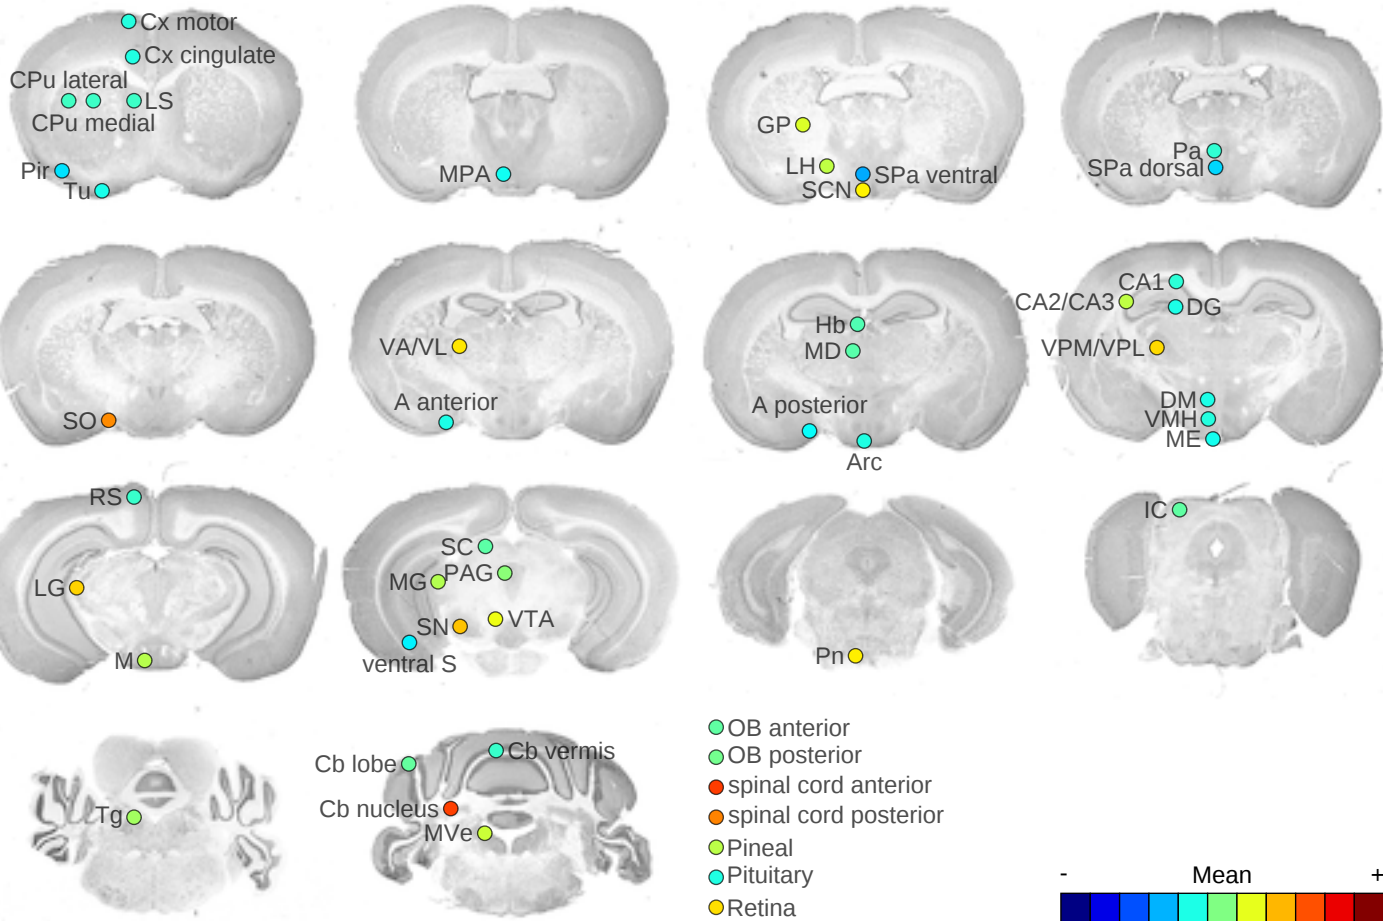 Cx motor
Cx cingulate
CPu lateral
LS
CPu medial
Pir
Tu
MPA
GP
LH
SPa ventral
SCN
Pa
SPa dorsal
SO
VA/VL
A anterior
Hb
MD
A posterior
Arc
CA1
CA2/CA3
DG
VPM/VPL
DM
VMH
ME
RS
LG
M
SC
MG
PAG
SN
VTA
ventral S
Pn
IC
Tg
Cb lobe
Cb vermis
Cb nucleus
MVe
OB anterior
OB posterior
spinal cord anterior
spinal cord posterior
Pineal
Pituitary
Retina
- Mean +